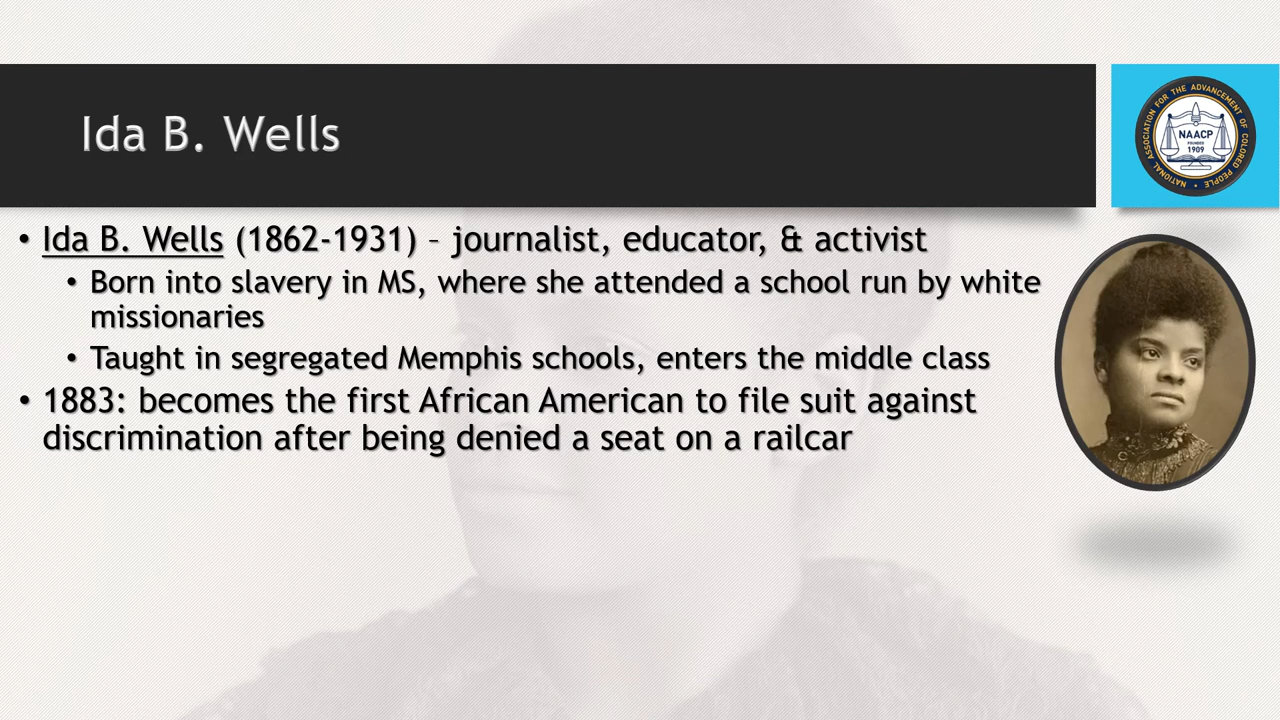 Ida B. Wells
NATIONAL ASSOCIATION FOR THE ADVANCEMENT OF COLORED PEOPLE
NAACP
FOUNDED
1909
• Ida B. Wells (1862-1931) – journalist, educator, & activist
• Born into slavery in MS, where she attended a school run by white
missionaries
• Taught in segregated Memphis schools, enters the middle class
• 1883: becomes the first African American to file suit against
discrimination after being denied a seat on a railcar